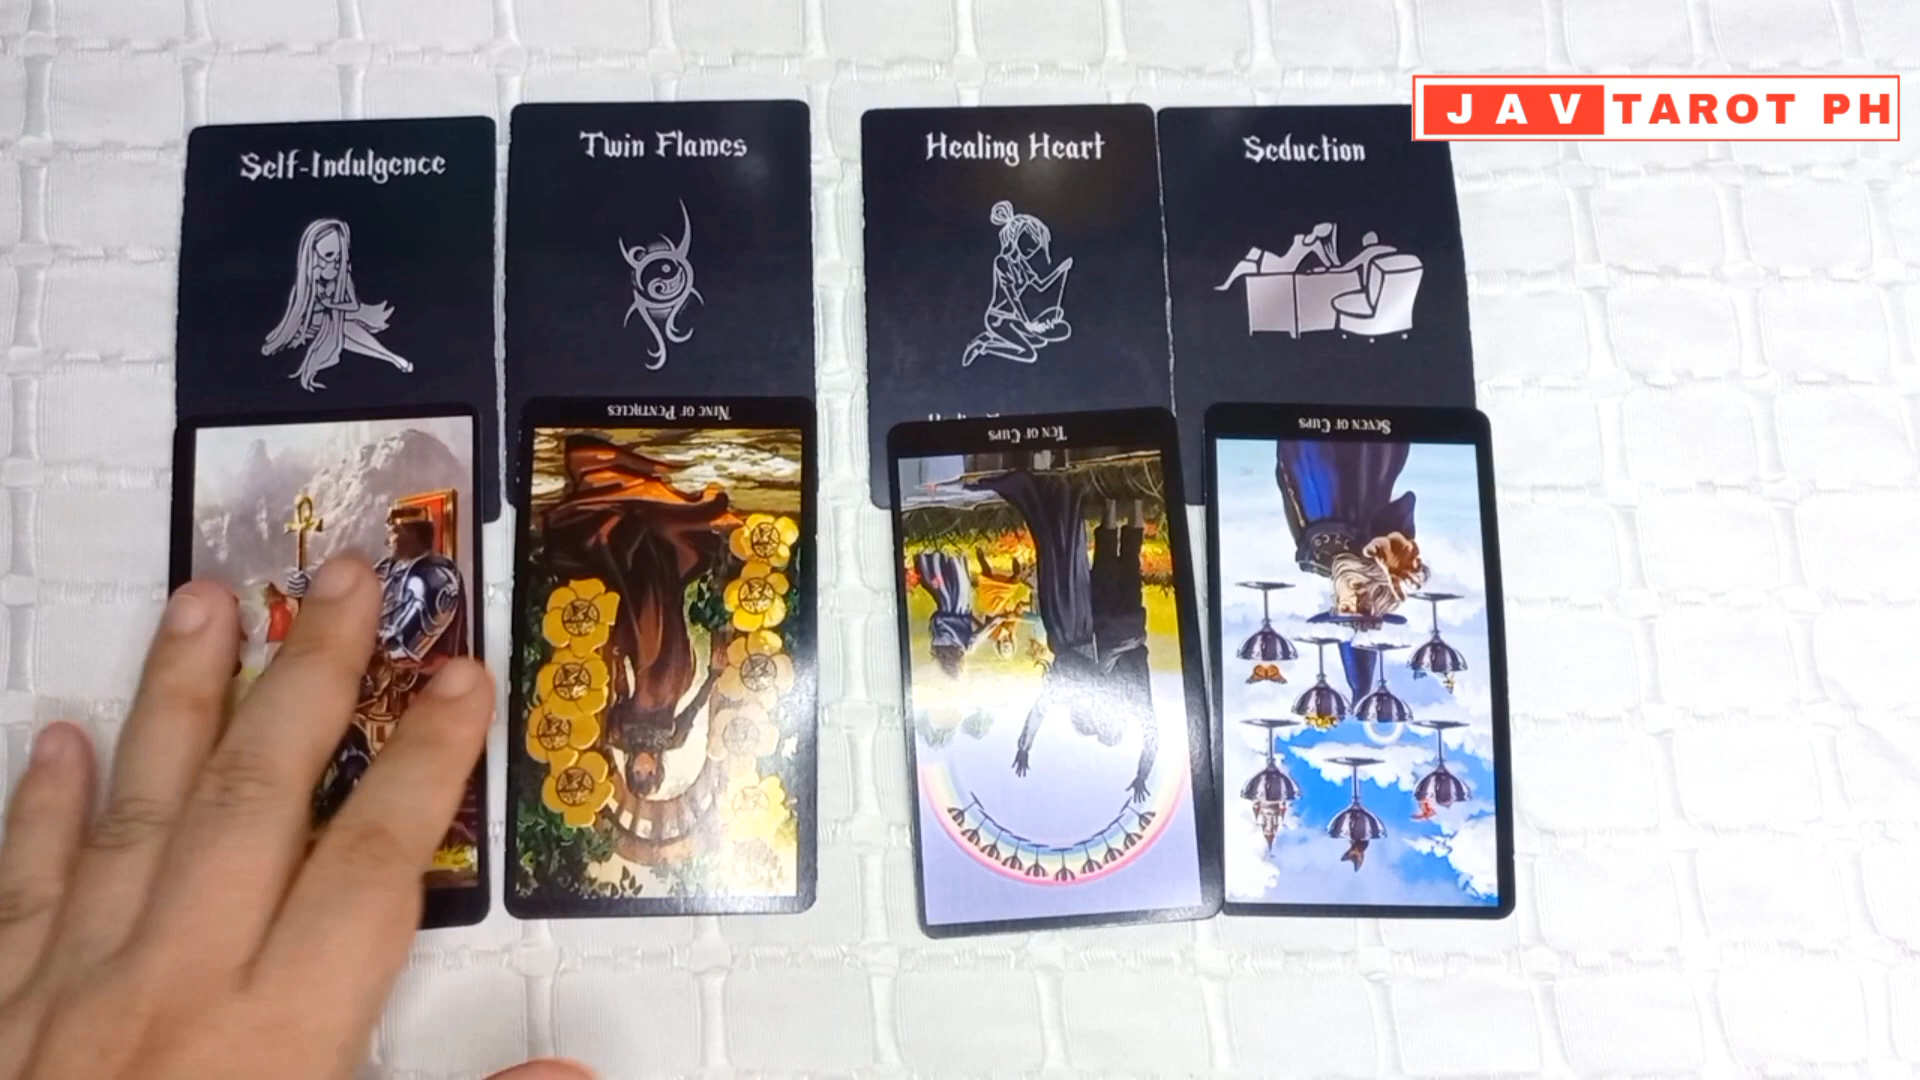 JAV TAROT PH
Self-Indulgence
Twin Flames
Healing Heart
Seduction
Nine of Pentacles
Ten of Cups
Seven of Cups